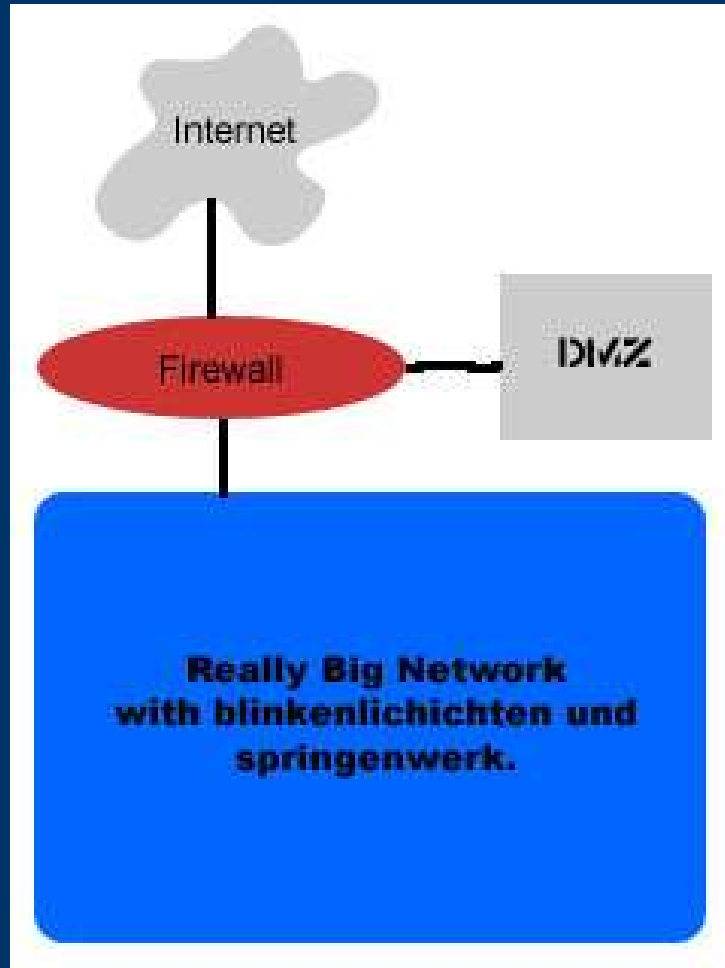 Internet
Firewall
DMZ
Really Big Network
with blinkenlichichten und
springenwerk.